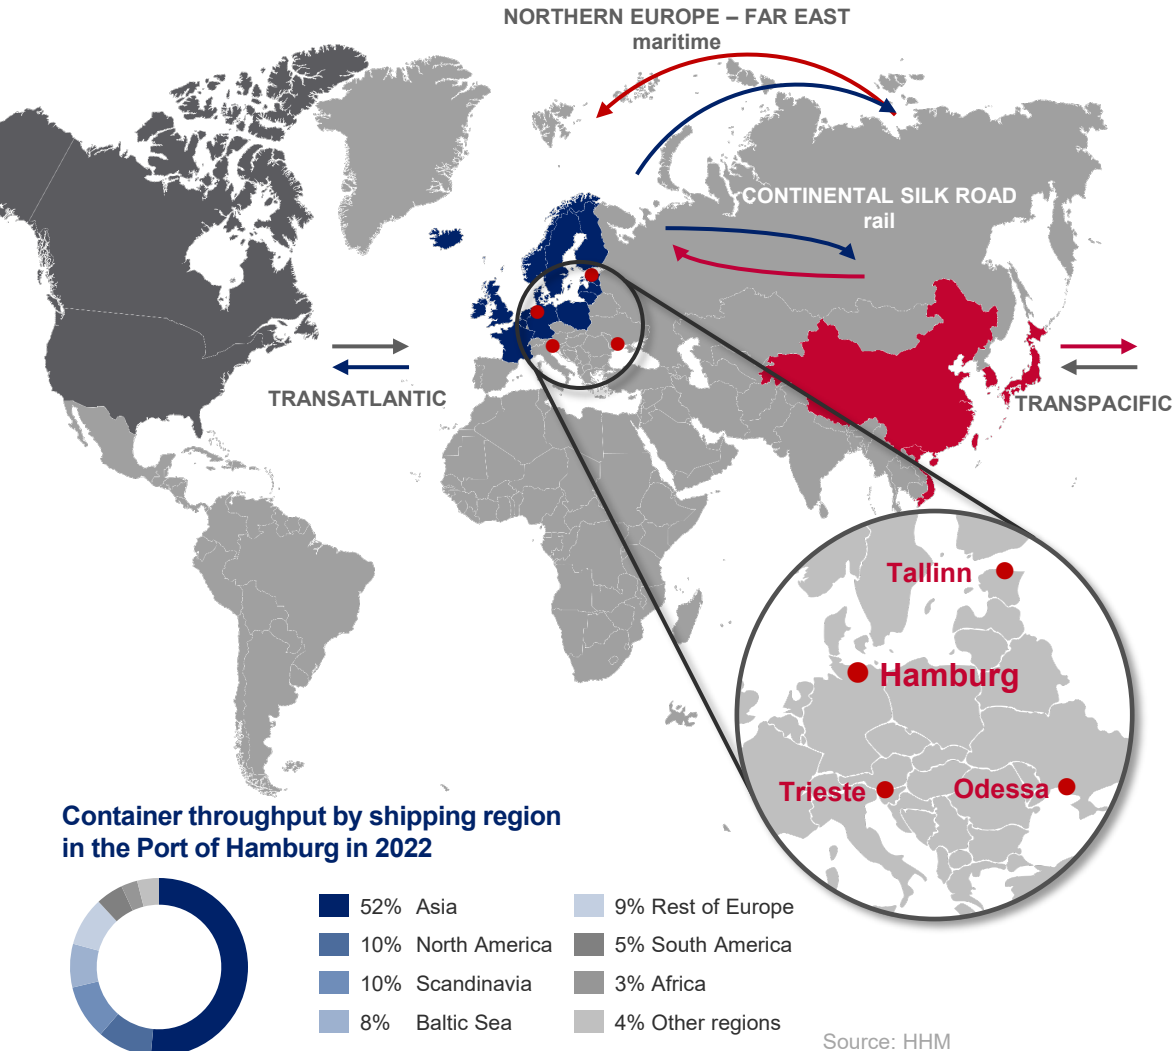 NORTHERN EUROPE – FAR EAST
maritime
CONTINENTAL SILK ROAD
rail
TRANSATLANTIC
TRANSPACIFIC
Tallinn
Hamburg
Trieste
Odessa
Container throughput by shipping region
in the Port of Hamburg in 2022
52% Asia
10% North America
10% Scandinavia
8% Baltic Sea
9% Rest of Europe
5% South America
3% Africa
4% Other regions
Source: HHM